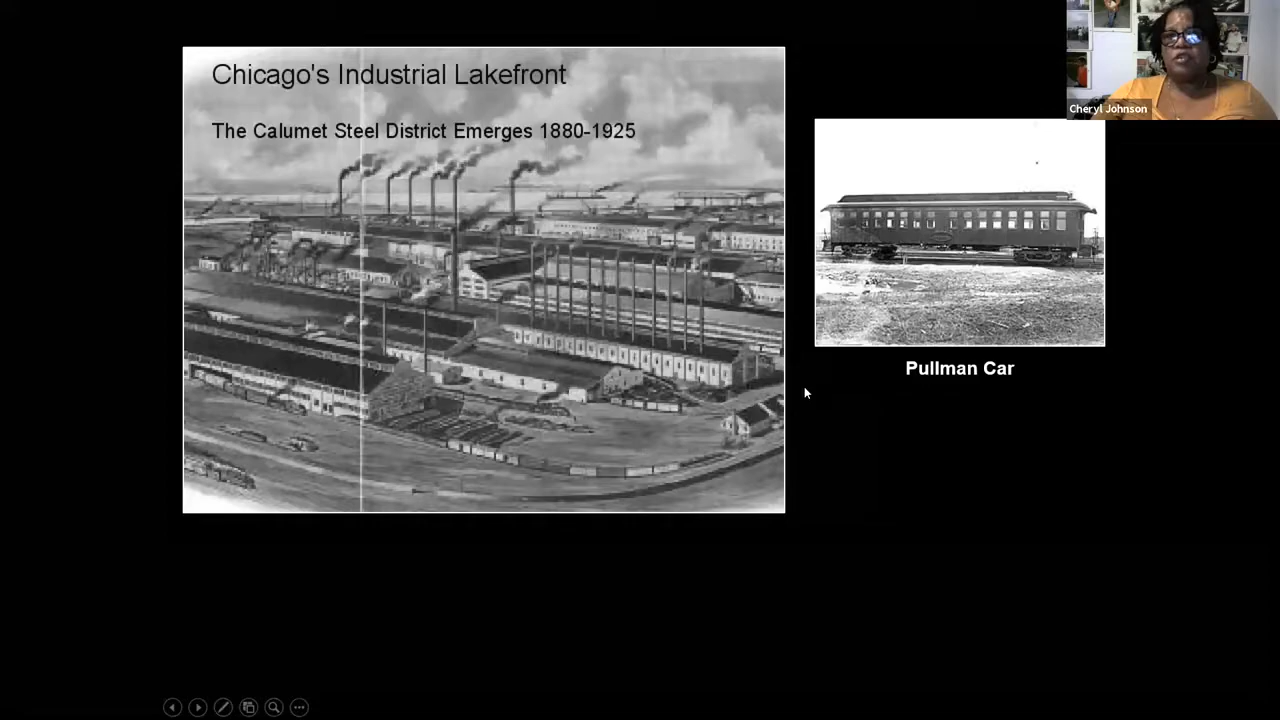 Chicago's Industrial Lakefront
The Calumet Steel District Emerges 1880-1925
Cheryl Johnson
Pullman Car